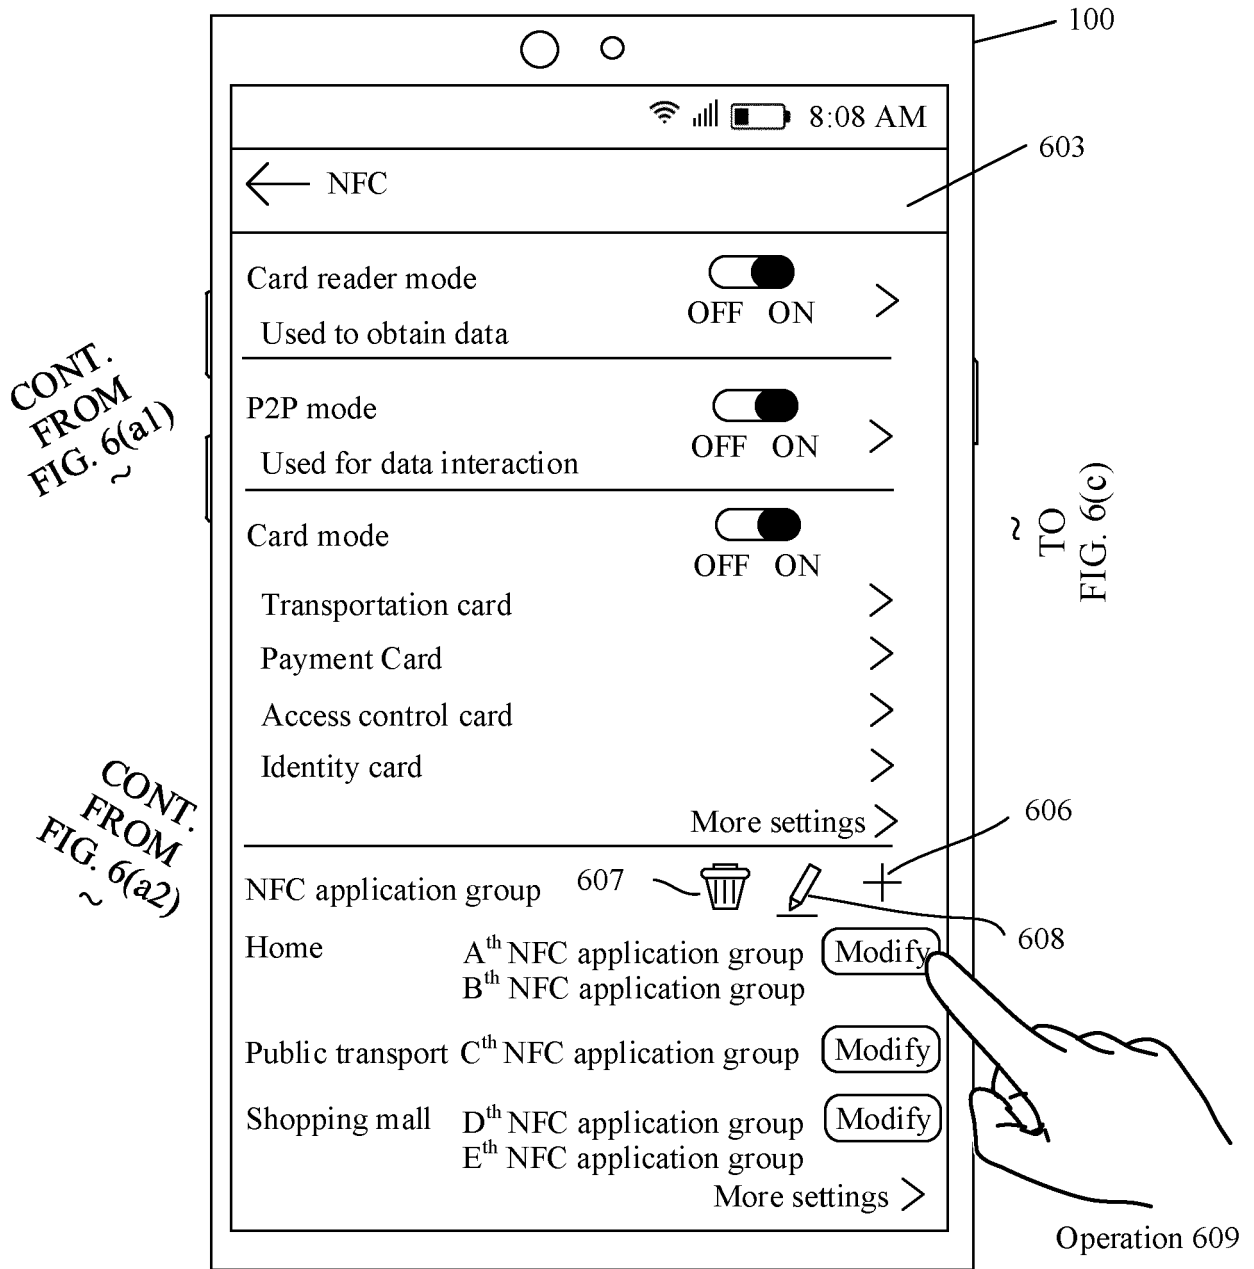 100
8:08 AM
603
NFC
Card reader mode
OFF ON
Used to obtain data
CONT.
FROM
FIG. 6(a1)
~
P2P mode
OFF ON
Used for data interaction
~
TO
FIG. 6(c)
Card mode
OFF ON
Transportation card
Payment Card
Access control card
Identity card
CONT.
FROM
FIG. 6(a2)
~
More settings
606
NFC application group
607
608
Home Ath NFC application group Modify
Bth NFC application group
Public transport Cth NFC application group Modify
Shopping mall Dth NFC application group Modify
Eth NFC application group
More settings
Operation 609